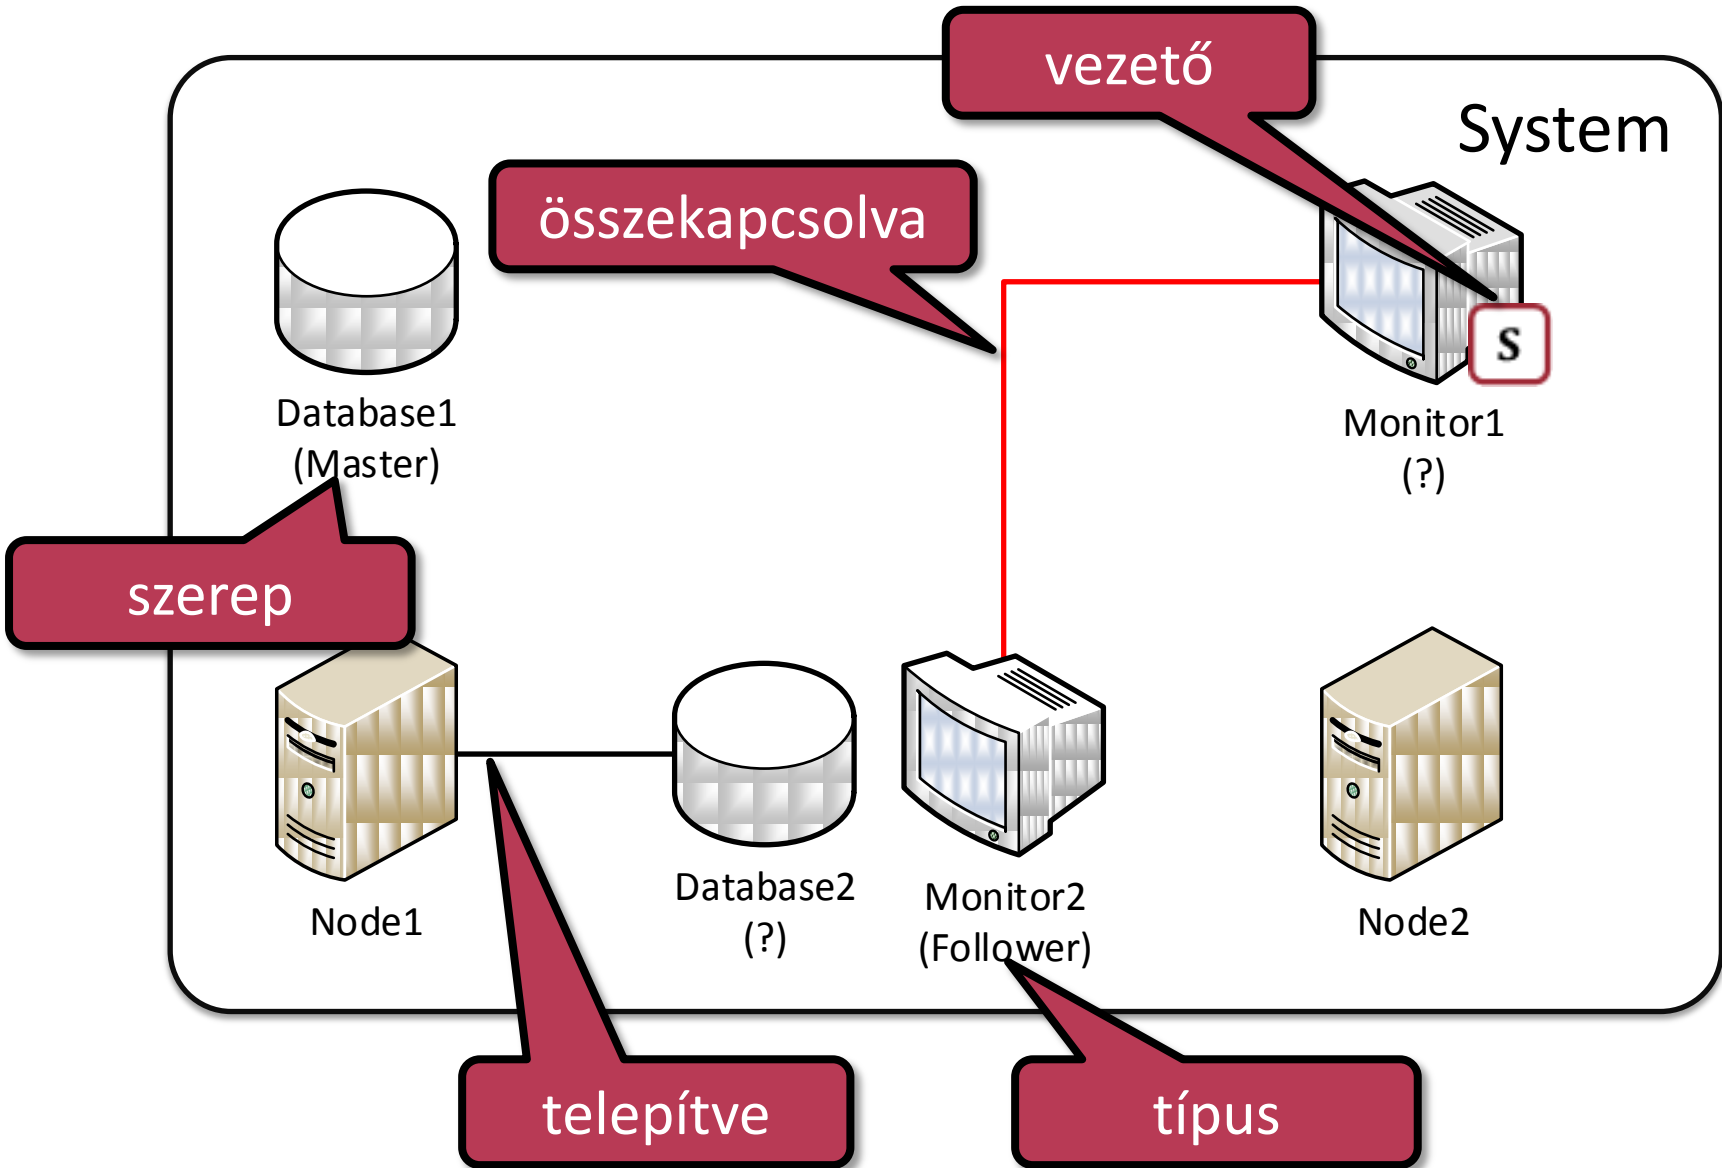 vezető
System
összekapcsolva
S
Database1
(Master)
Monitor1
(?)
szerep
Node1
Database2
(?)
Monitor2
(Follower)
Node2
telepítve
típus